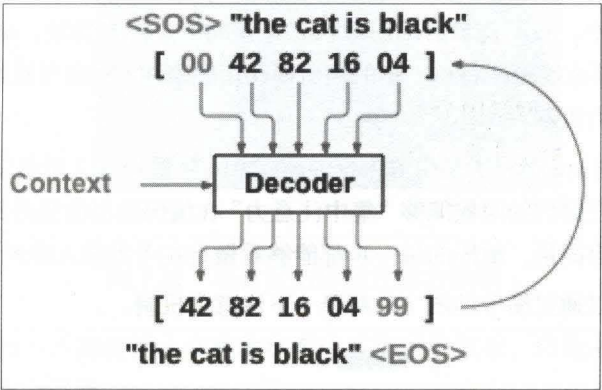 <SOS> "the cat is black"
[ 00 42 82 16 04 ]
Context
Decoder
[ 42 82 16 04 99 ]
"the cat is black" <EOS>